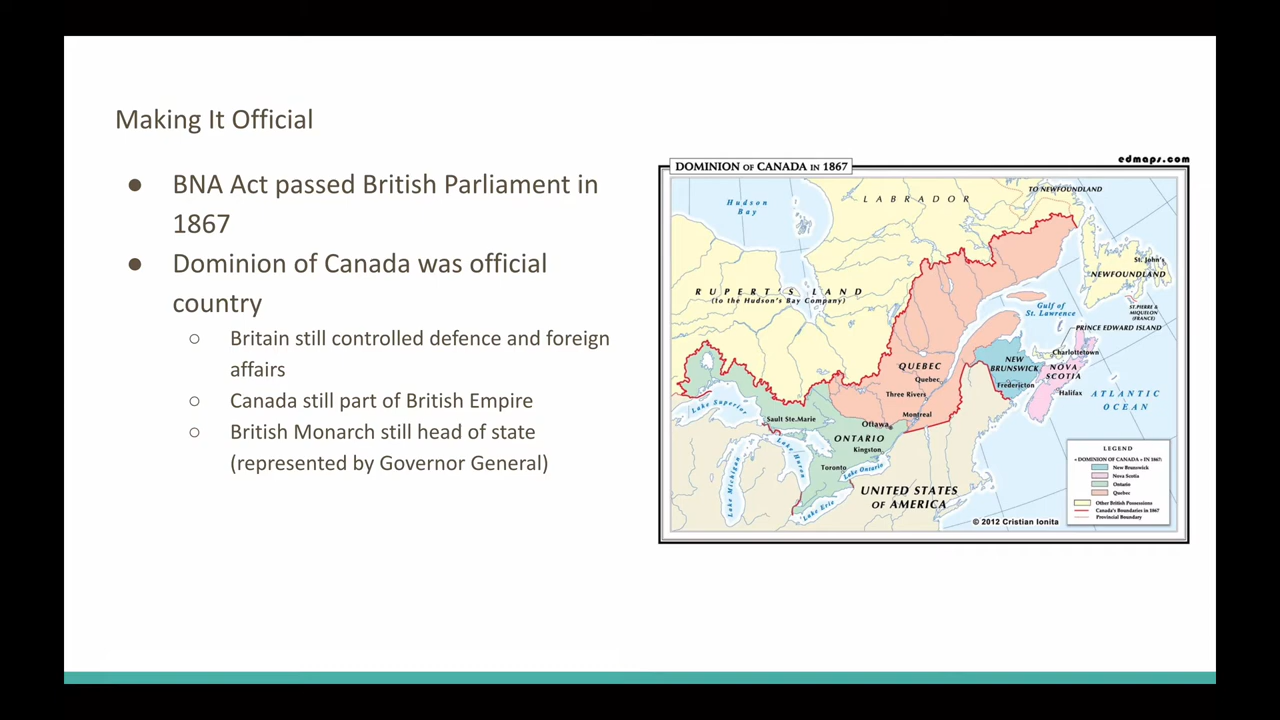 Making It Official
● BNA Act passed British Parliament in
1867
● Dominion of Canada was official
country
○ Britain still controlled defence and foreign
affairs
○ Canada still part of British Empire
○ British Monarch still head of state
(represented by Governor General)
edmaps.com
DOMINION OF CANADA IN 1867
TO NEWFOUNDLAND
Hudson
Bay
LABRADOR
St. John's
NEWFOUNDLAND
RUPERT'S LAND
(to the Hudson's Bay Company)
ST. PIERRE &
MIQUELON
(FRANCE)
Gulf of
St. Lawrence
PRINCE EDWARD ISLAND
Charlottetown
NEW
BRUNSWICK
NOVA
SCOTIA
QUEBEC
Quebec
Fredericton
Three Rivers
Halifax
ATLANTIC
OCEAN
Lake Superior
Sault Ste.Marie
Montreal
Ottawa
ONTARIO
Kingston
Lake Huron
Lake Michigan
Toronto
Lake Ontario
Lake Erie
UNITED STATES
OF AMERICA
© 2012 Cristian Ionita
LEGEND
« DOMINION OF CANADA » IN 1867:
New Brunswick
Nova Scotia
Ontario
Quebec
Other British Possessions
Canada's Boundaries in 1867
Provincial Boundary